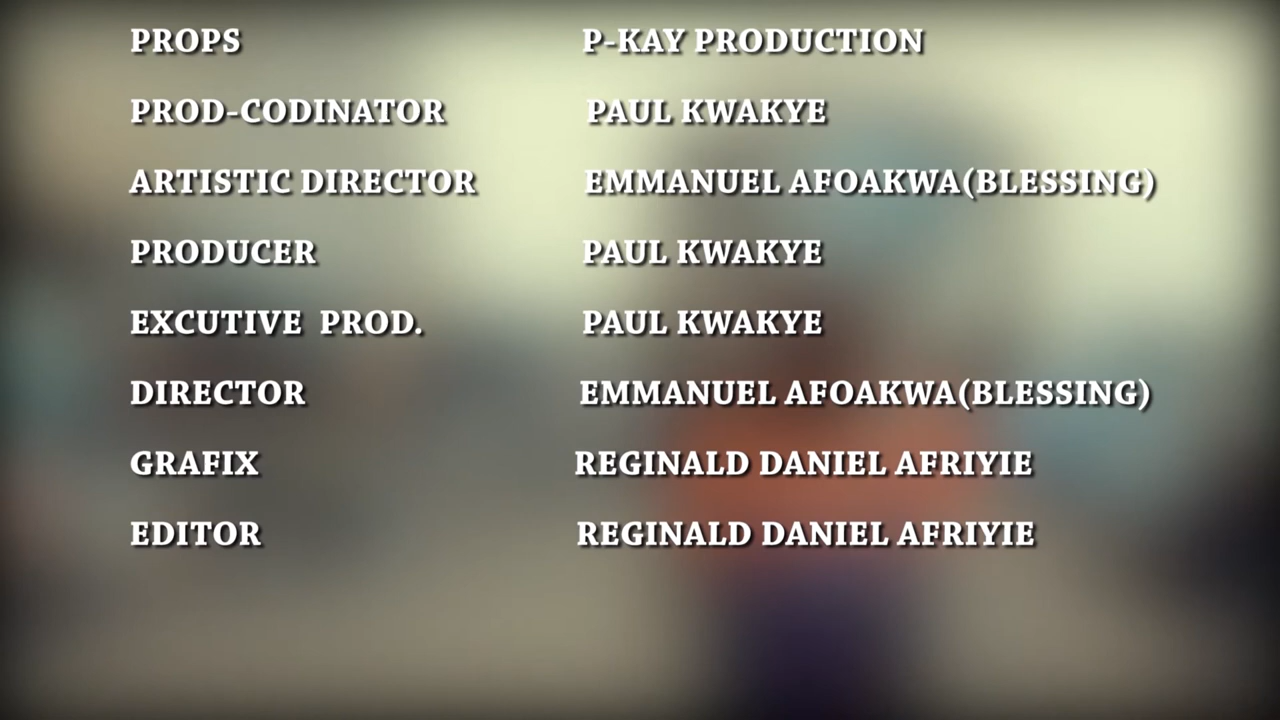 PROPS P-KAY PRODUCTION
PROD-CODINATOR PAUL KWAKYE
ARTISTIC DIRECTOR EMMANUEL AFOAKWA(BLESSING)
PRODUCER PAUL KWAKYE
EXCUTIVE PROD. PAUL KWAKYE
DIRECTOR EMMANUEL AFOAKWA(BLESSING)
GRAFIX REGINALD DANIEL AFRIYIE
EDITOR REGINALD DANIEL AFRIYIE